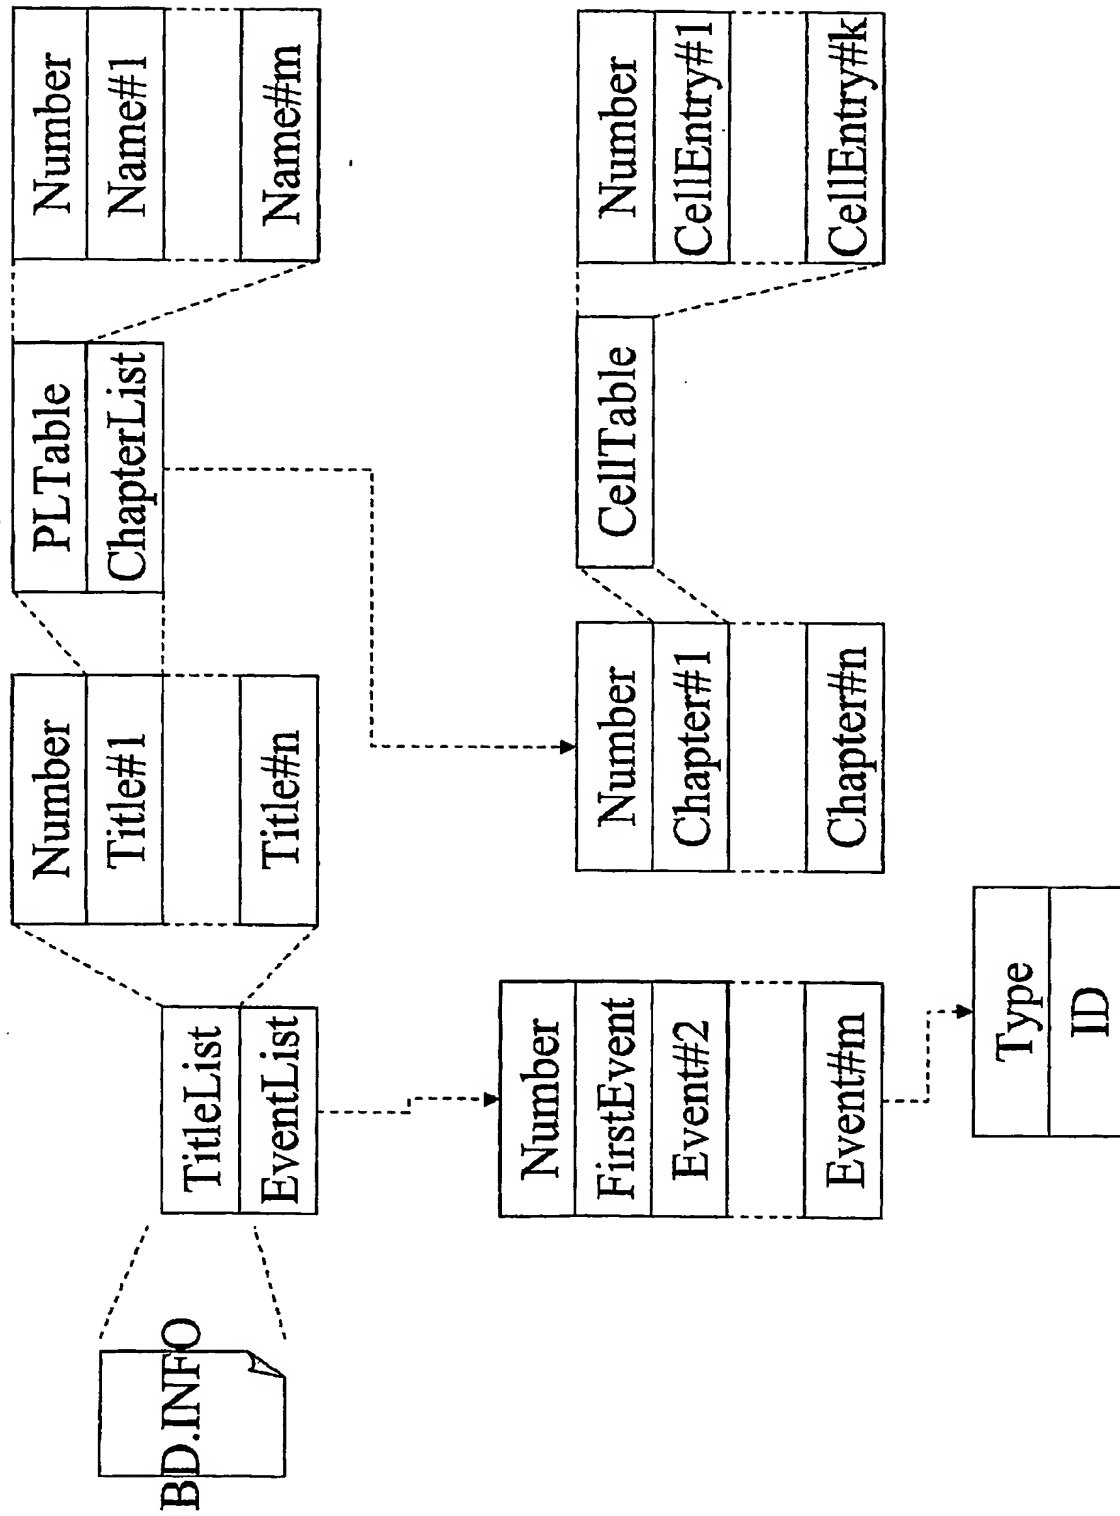 BD.INFO
TitleList
EventList
Number
Title#1
Title#n
PLTable
ChapterList
Number
Name#1
Name#m
Number
FirstEvent
Event#2
Event#m
Type
ID
Number
Chapter#1
Chapter#n
CellTable
Number
CellEntry#1
CellEntry#k